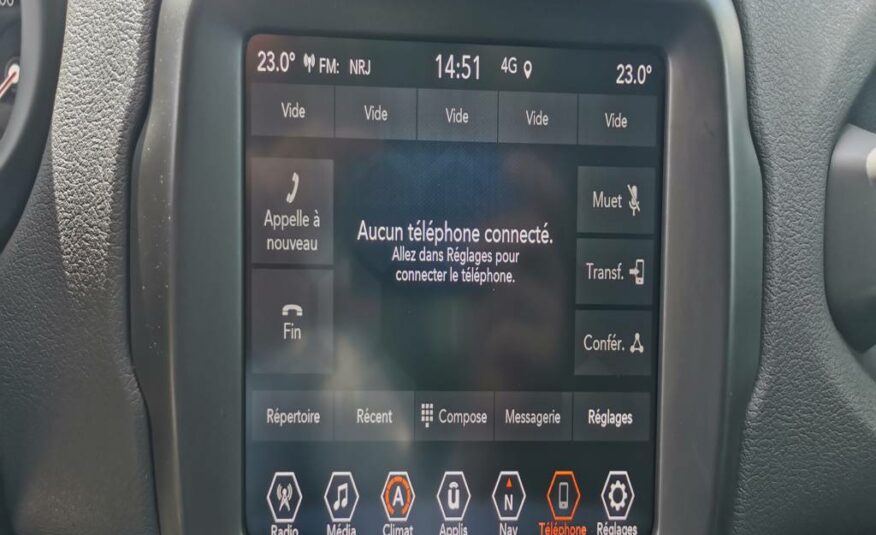 23.0° FM: NRJ 14:51 4G 23.0°
Vide Vide Vide Vide Vide
Appelle à
nouveau
Muet
Aucun téléphone connecté.
Allez dans Réglages pour
connecter le téléphone.
Transf.
Fin
Confér.
Répertoire Récent Compose Messagerie Réglages
A ū N
Radio Média Climat Applis Nav Téléphone Réglages